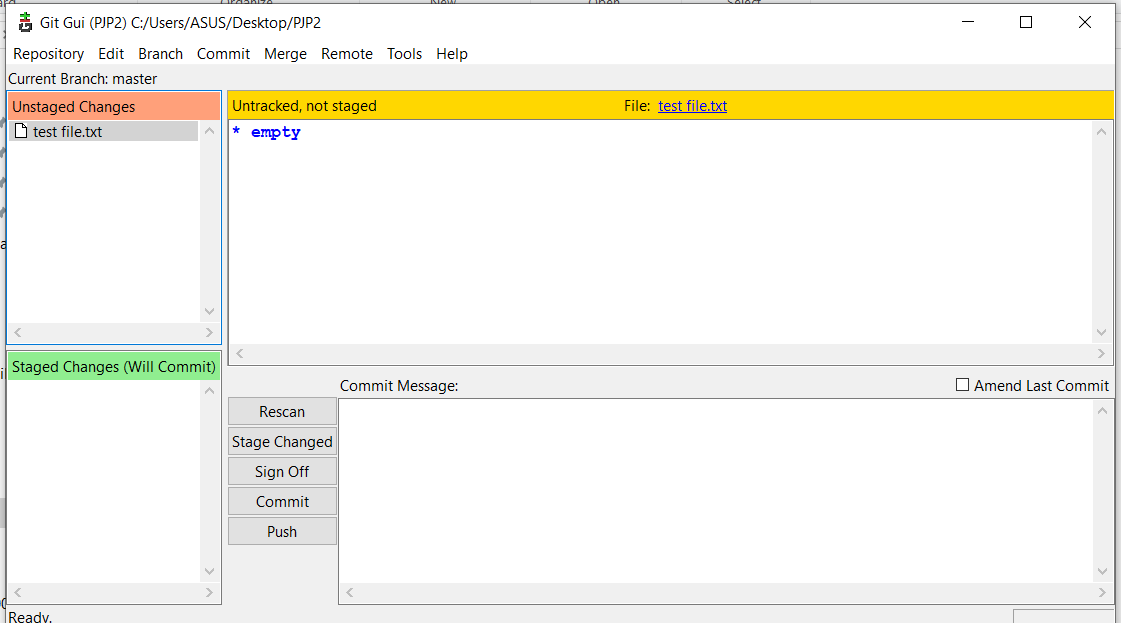 Git Gui (PJP2) C:/Users/ASUS/Desktop/PJP2
Repository Edit Branch Commit Merge Remote Tools Help
Current Branch: master
Unstaged Changes
test file.txt
Untracked, not staged File: test file.txt
* empty
Staged Changes (Will Commit)
Commit Message: Amend Last Commit
Rescan
Stage Changed
Sign Off
Commit
Push
Ready.